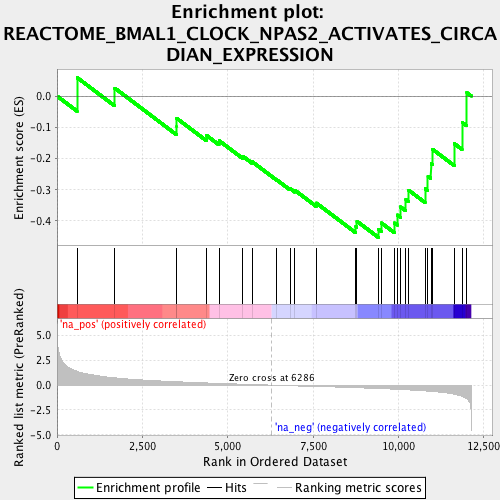 Enrichment plot:
REACTOME_BMAL1_CLOCK_NPAS2_ACTIVATES_CIRCA
DIAN_EXPRESSION
Enrichment score (ES)
0.0
-0.1
-0.2
-0.3
-0.4
'na_pos' (positively correlated)
Ranked list metric (PreRanked)
5.0
2.5
0.0
-2.5
-5.0
Zero cross at 6286
'na_neg' (negatively correlated)
0
2,500
5,000
7,500
10,000
12,500
Rank in Ordered Dataset
Enrichment profile
Hits
Ranking metric scores